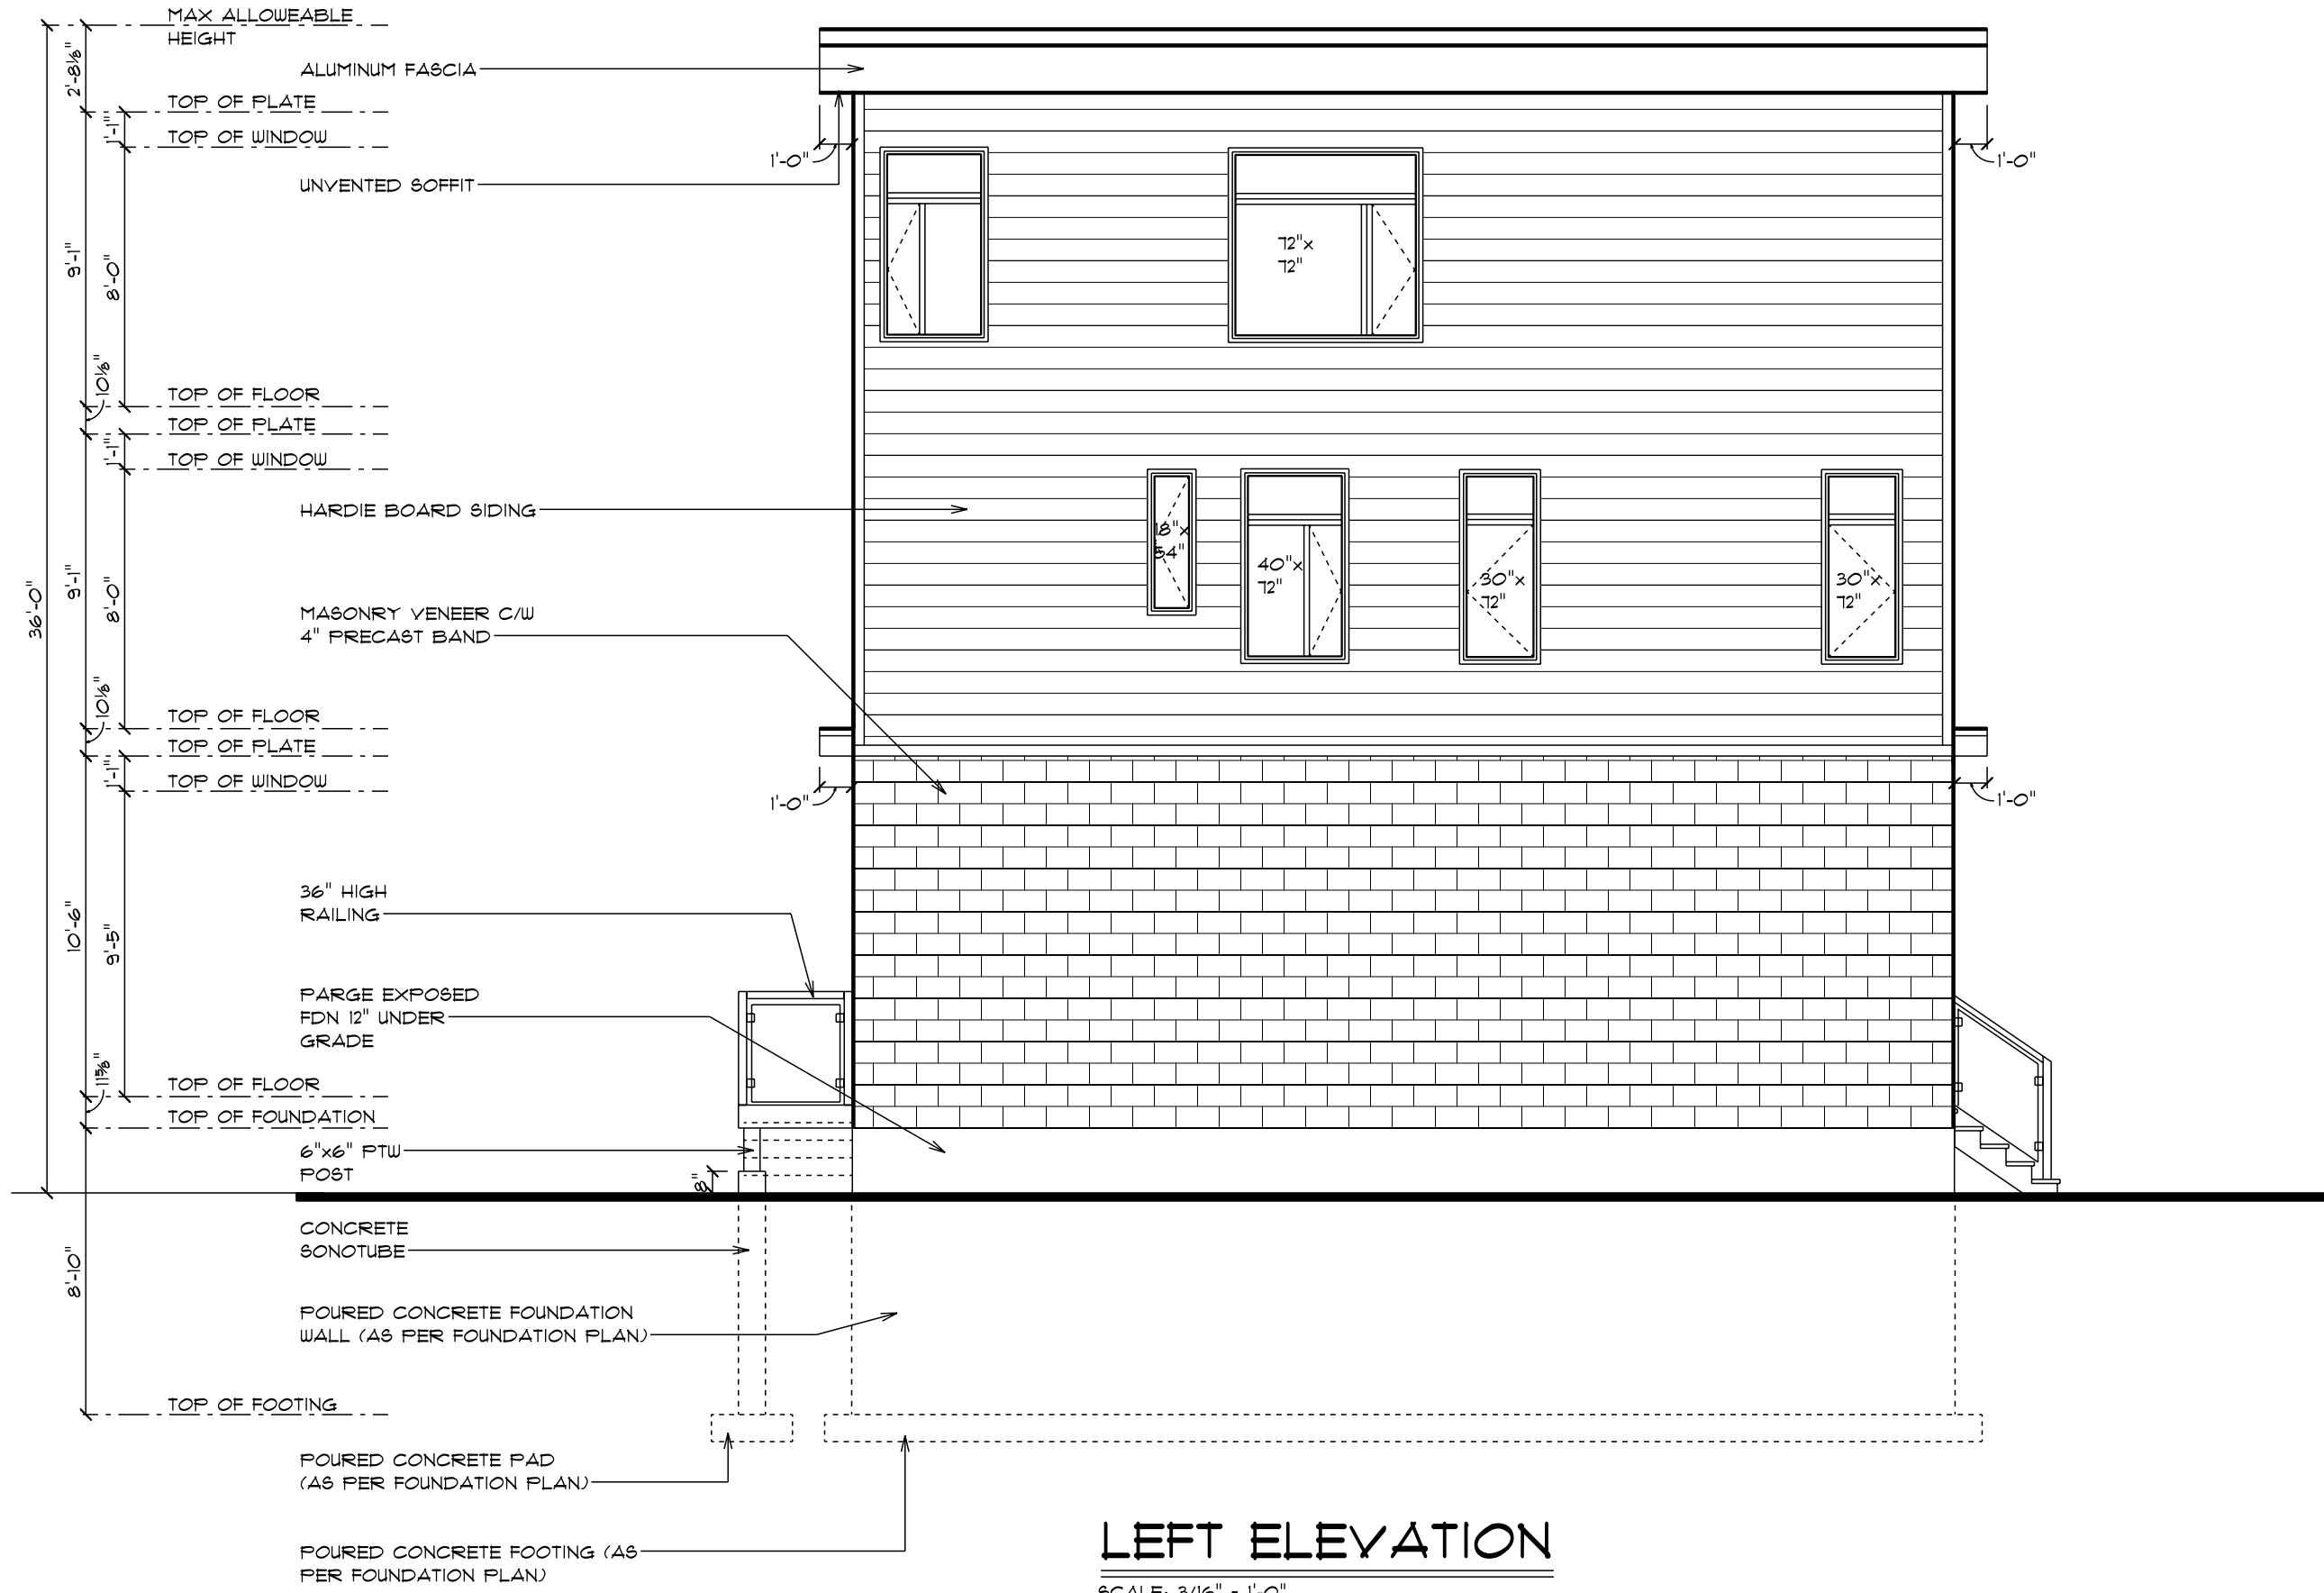 MAX ALLOWEABLE
HEIGHT
ALUMINUM FASCIA
2'-8⅛"
TOP OF PLATE
1'-1"
TOP OF WINDOW
1'-0"
1'-0"
UNVENTED SOFFIT
72"x
72"
9'-1"
8'-0"
10⅛"
TOP OF FLOOR
TOP OF PLATE
1'-1"
TOP OF WINDOW
HARDIE BOARD SIDING
18"x
54"
40"x
72"
30"x
72"
30"x
72"
9'-1"
8'-0"
36'-0"
MASONRY VENEER C/W
4" PRECAST BAND
10⅛"
TOP OF FLOOR
TOP OF PLATE
1'-1"
TOP OF WINDOW
1'-0"
1'-0"
36" HIGH
RAILING
10'-6"
9'-5"
PARGE EXPOSED
FDN 12" UNDER
GRADE
11⅝"
TOP OF FLOOR
TOP OF FOUNDATION
6"x6" PTW
POST
8"
CONCRETE
SONOTUBE
8'-10"
POURED CONCRETE FOUNDATION
WALL (AS PER FOUNDATION PLAN)
TOP OF FOOTING
POURED CONCRETE PAD
(AS PER FOUNDATION PLAN)
POURED CONCRETE FOOTING (AS
PER FOUNDATION PLAN)
LEFT ELEVATION
SCALE: 3/16" = 1'-0"